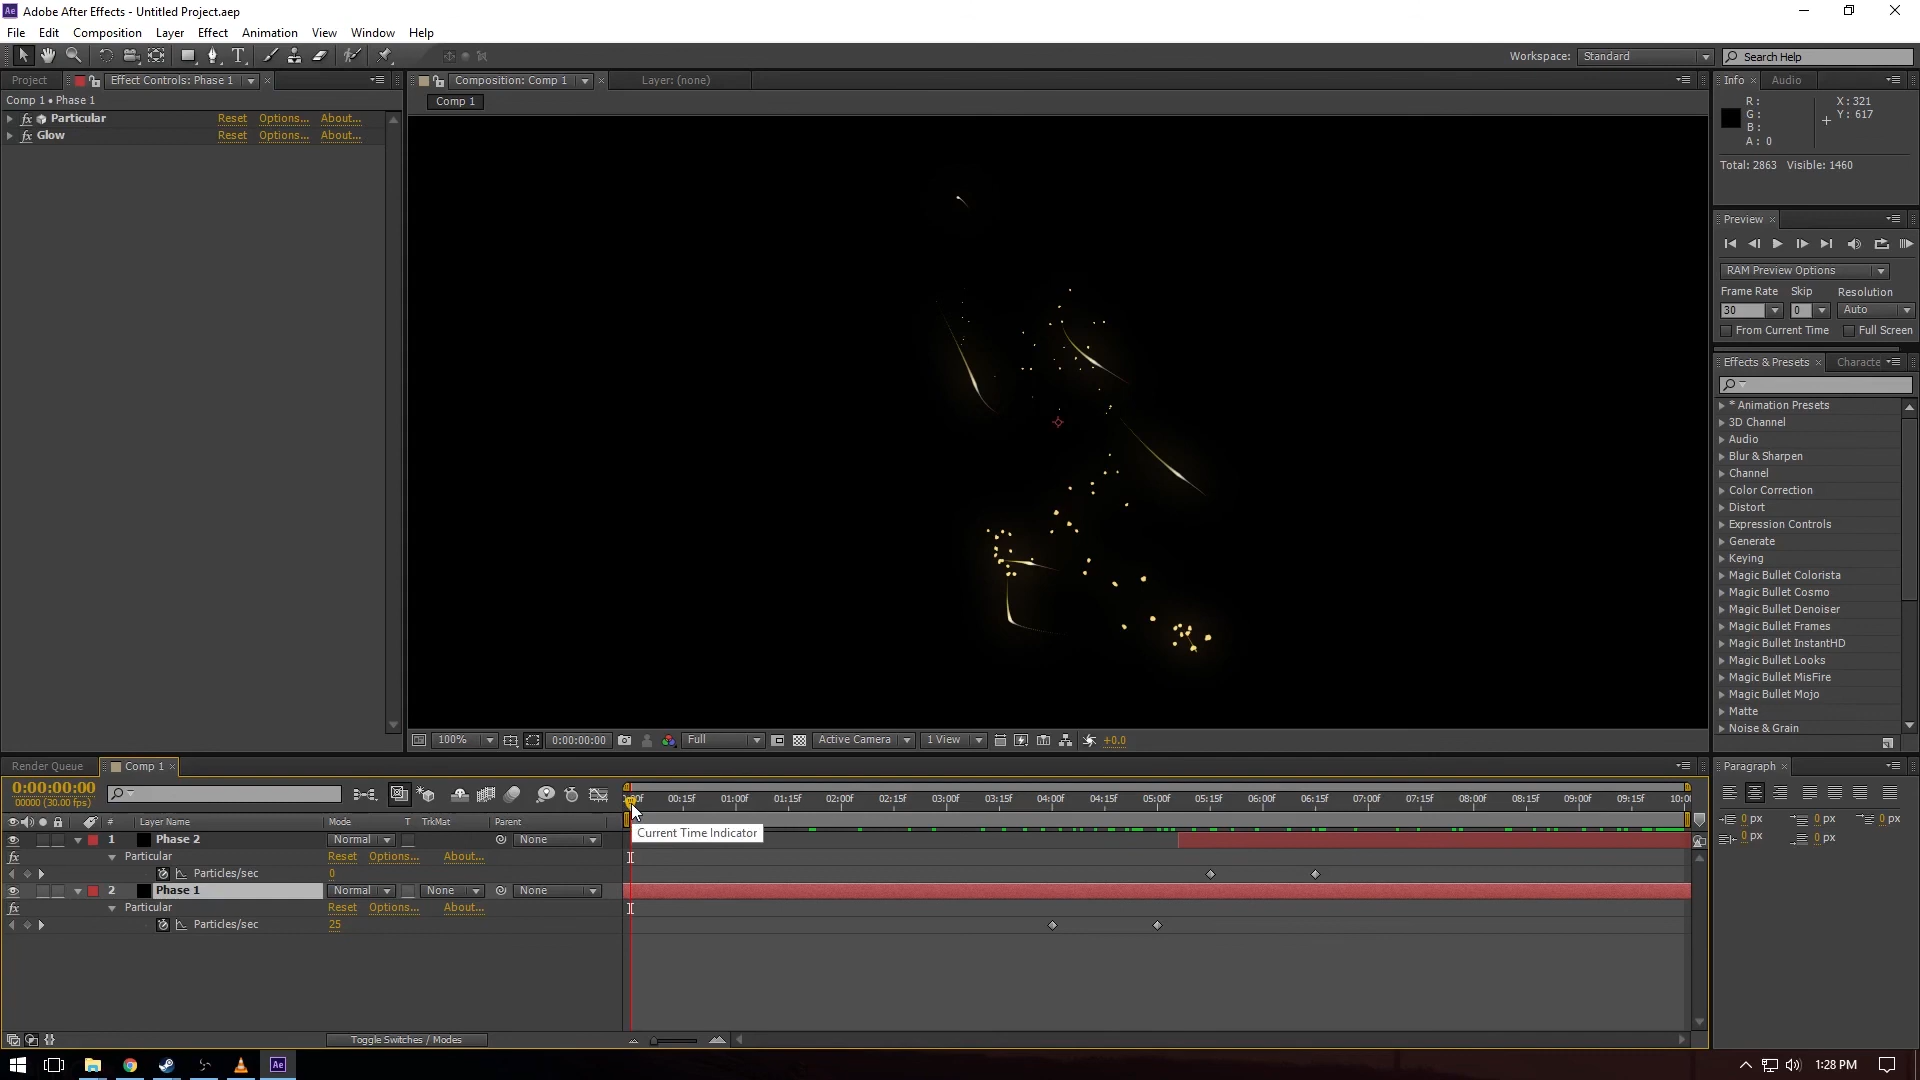 Adobe After Effects - Untitled Project.aep
File Edit Composition Layer Effect Animation View Window Help
Workspace: Standard Search Help
Project Effect Controls: Phase 1 Composition: Comp 1 Layer: (none) Info Audio
Comp 1 • Phase 1
Comp 1
Particular Reset Options... About...
Glow Reset Options... About...
R: X: 321
G: Y: 617
B:
A: 0
Total: 2863 Visible: 1460
Preview
RAM Preview Options
Frame Rate Skip Resolution
30 0 Auto
From Current Time Full Screen
Effects & Presets Characte
* Animation Presets
3D Channel
Audio
Blur & Sharpen
Channel
Color Correction
Distort
Expression Controls
Generate
Keying
Magic Bullet Colorista
Magic Bullet Cosmo
Magic Bullet Denoiser
Magic Bullet Frames
Magic Bullet InstantHD
Magic Bullet Looks
Magic Bullet MisFire
Magic Bullet Mojo
Matte
Noise & Grain
100% 0:00:00:00 Full Active Camera 1 View +0.0
Render Queue Comp 1 Paragraph
0:00:00:00
00000 (30.00 fps)
00f 00:15f 01:00f 01:15f 02:00f 02:15f 03:00f 03:15f 04:00f 04:15f 05:00f 05:15f 06:00f 06:15f 07:00f 07:15f 08:00f 08:15f 09:00f 09:15f 10:00
0 px 0 px 0 px
0 px 0 px
# Layer Name Mode T TrkMat Parent
Current Time Indicator
1 Phase 2 Normal None
fx Particular Reset Options... About...
Particles/sec 0
2 Phase 1 Normal None None
fx Particular Reset Options... About...
Particles/sec 25
Toggle Switches / Modes
1:28 PM